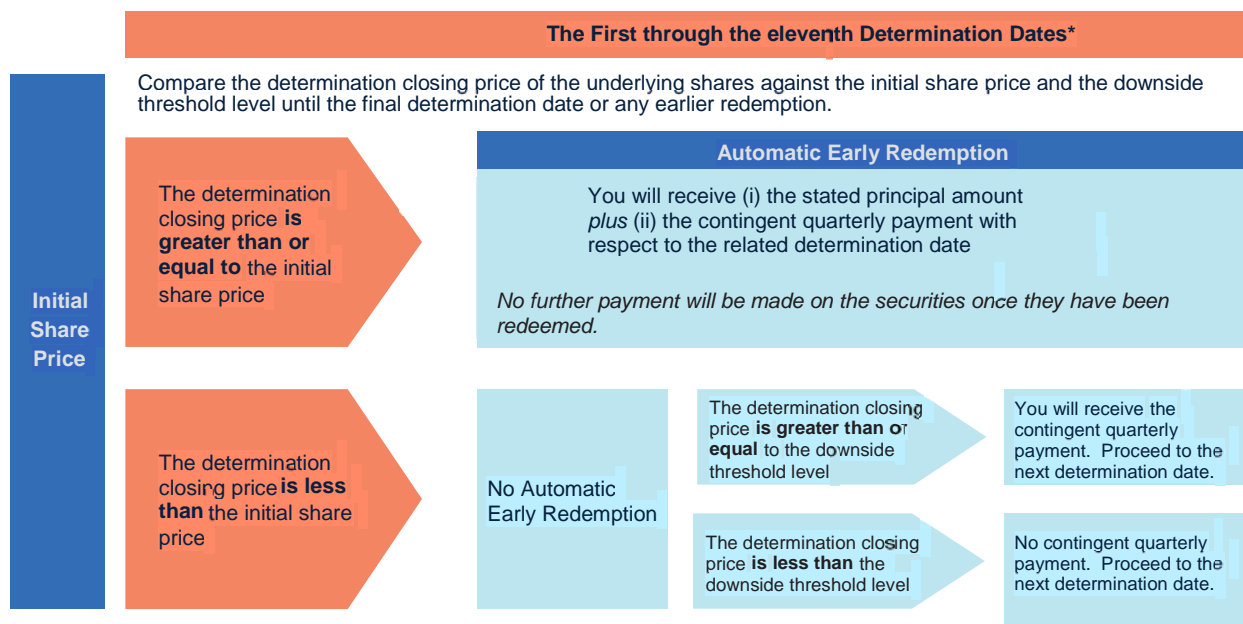 The First through the eleventh Determination Dates*
Compare the determination closing price of the underlying shares against the initial share price and the downside
threshold level until the final determination date or any earlier redemption.
Initial
Share
Price
The determination
closing price is
greater than or
equal to the initial
share price
Automatic Early Redemption
You will receive (i) the stated principal amount
plus (ii) the contingent quarterly payment with
respect to the related determination date
No further payment will be made on the securities once they have been
redeemed.
The determination
closing price is less
than the initial share
price
No Automatic
Early Redemption
The determination closing
price is greater than or
equal to the downside
threshold level
You will receive the
contingent quarterly
payment. Proceed to the
next determination date.
The determination closing
price is less than the
downside threshold level
No contingent quarterly
payment. Proceed to the
next determination date.